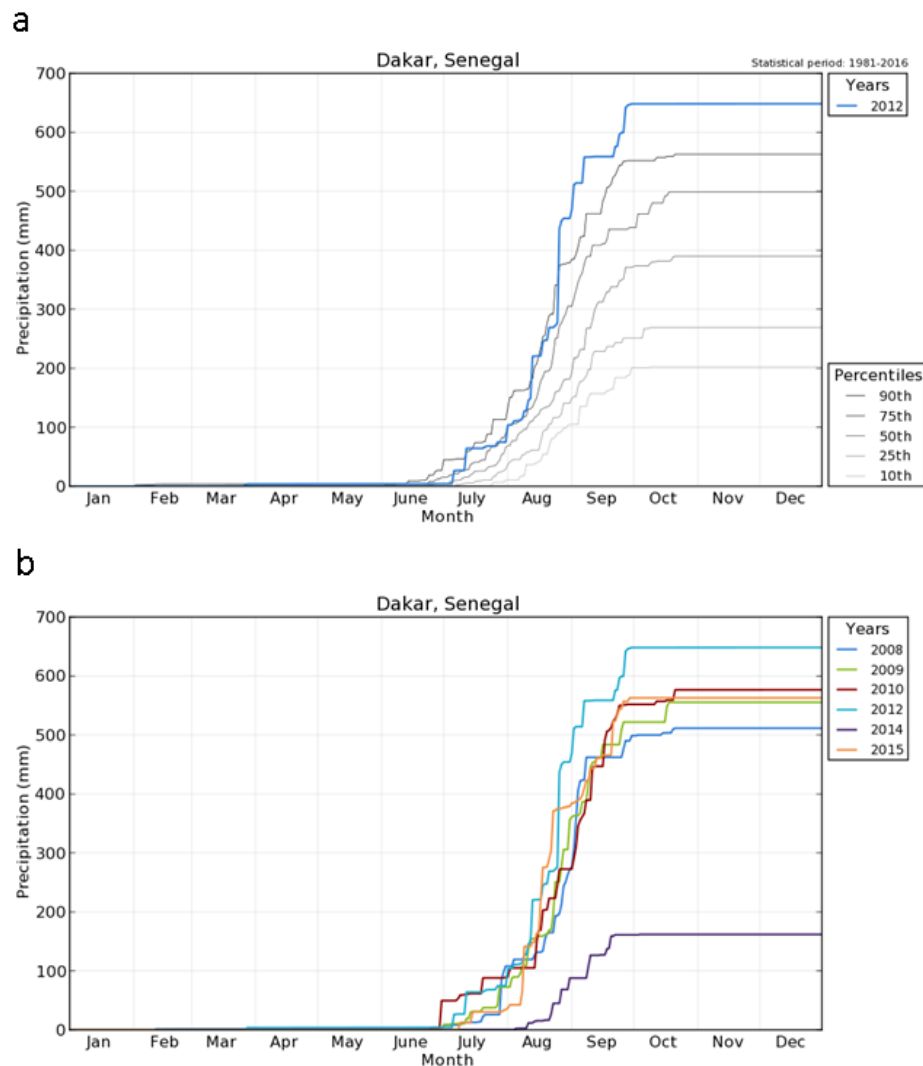 a
Dakar, Senegal
Statistical period: 1981-2016
700
600
500
400
300
200
100
0
Precipitation (mm)
Jan Feb Mar Apr May June July Aug Sep Oct Nov Dec
Month
Years
2012
Percentiles
90th
75th
50th
25th
10th
b
Dakar, Senegal
700
600
500
400
300
200
100
0
Precipitation (mm)
Jan Feb Mar Apr May June July Aug Sep Oct Nov Dec
Month
Years
2008
2009
2010
2012
2014
2015